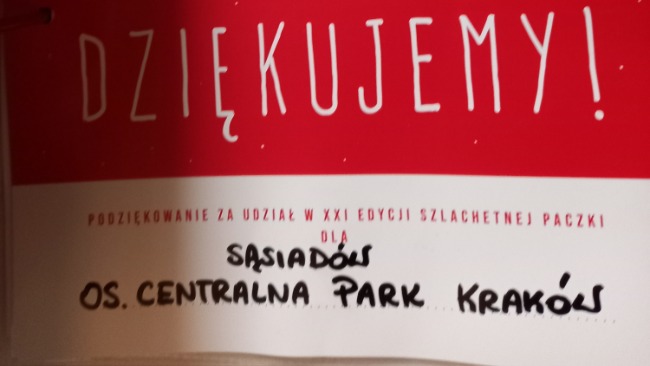 DZIĘKUJEMY!
PODZIĘKOWANIE ZA UDZIAŁ W XXI EDYCJI SZLACHETNEJ PACZKI
DLA
SĄSIADÓW
OS. CENTRALNA PARK KRAKÓW